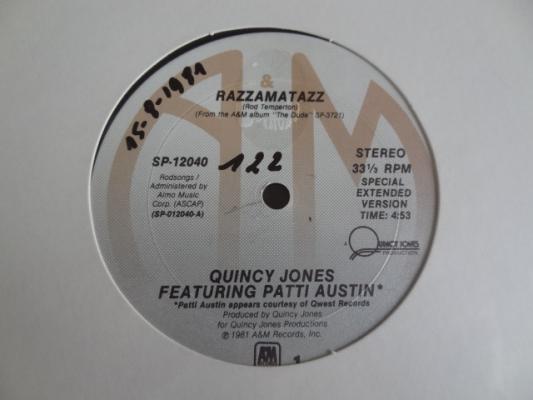 &
RAZZAMATAZZ
(Rod Temperton)
(From the A&M album "The Dude" SP-3721)
15-8-1981
SP-12040
122
Rodsongs /
Administered by
Almo Music
Corp. (ASCAP)
(SP-012040-A)
STEREO
33⅓ RPM
SPECIAL
EXTENDED
VERSION
TIME: 4:53
A
QUINCY JONES
PRODUCTION
QUINCY JONES
FEATURING PATTI AUSTIN*
*Patti Austin appears courtesy of Qwest Records
Produced by Quincy Jones
for Quincy Jones Productions
℗ 1981 A&M Records, Inc.
A&M
1